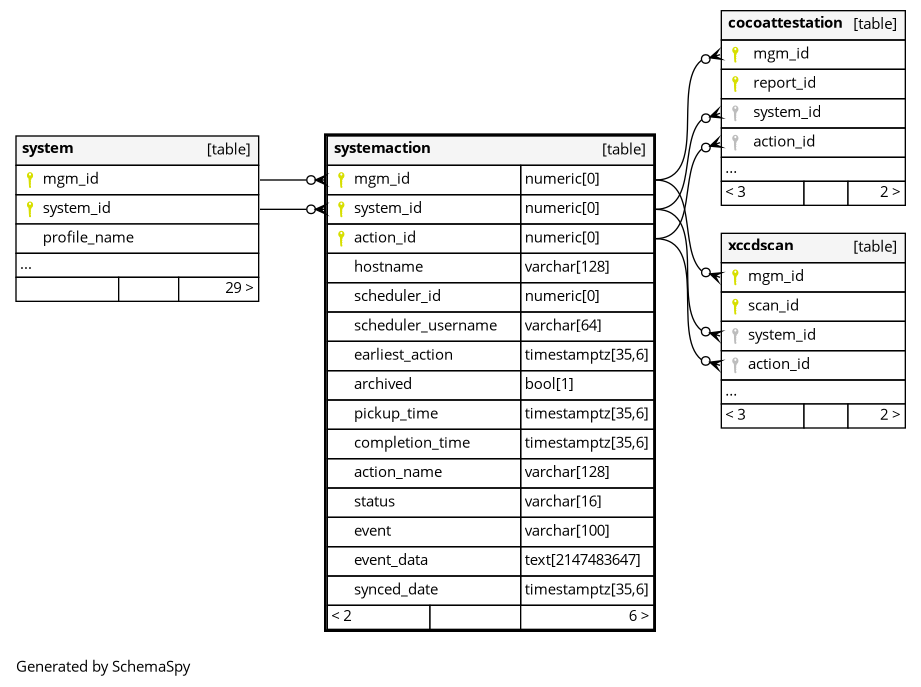 system [table]
mgm_id
system_id
profile_name
...
29 >
systemaction [table]
mgm_id numeric[0]
system_id numeric[0]
action_id numeric[0]
hostname varchar[128]
scheduler_id numeric[0]
scheduler_username varchar[64]
earliest_action timestamptz[35,6]
archived bool[1]
pickup_time timestamptz[35,6]
completion_time timestamptz[35,6]
action_name varchar[128]
status varchar[16]
event varchar[100]
event_data text[2147483647]
synced_date timestamptz[35,6]
< 2 6 >
cocoattestation [table]
mgm_id
report_id
system_id
action_id
...
< 3 2 >
xccdscan [table]
mgm_id
scan_id
system_id
action_id
...
< 3 2 >
Generated by SchemaSpy